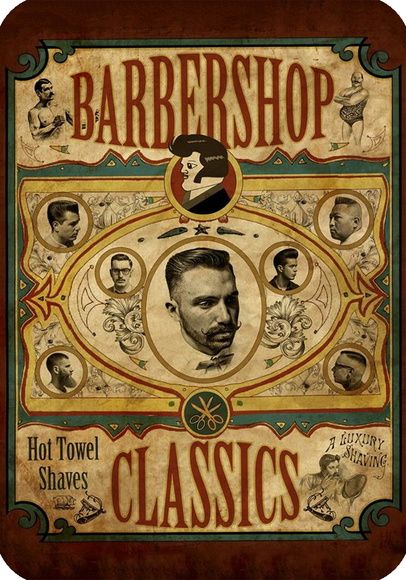 BARBERSHOP
Hot Towel
Shaves
A LUXURY
SHAVING
CLASSICS